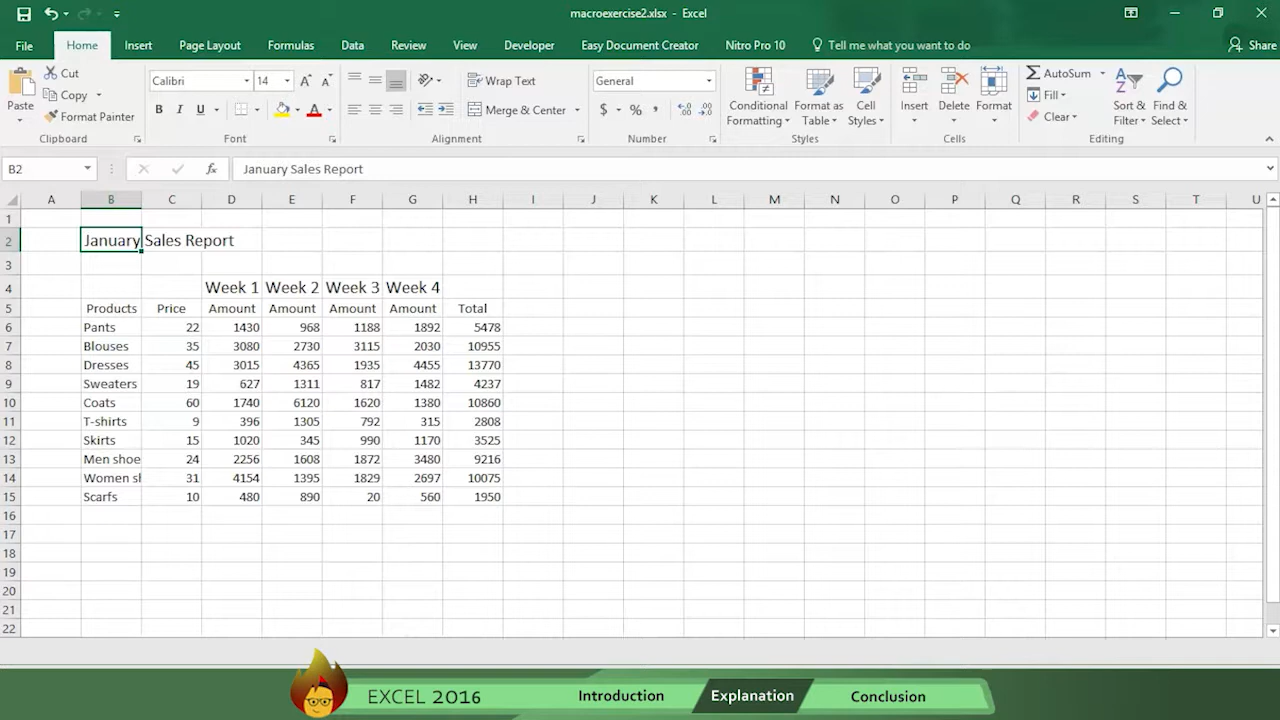 macroexercise2.xlsx - Excel
File Home Insert Page Layout Formulas Data Review View Developer Easy Document Creator Nitro Pro 10 Tell me what you want to do Share
Paste
Cut
Copy
Format Painter
Clipboard
Calibri 14
B I U
Font
Wrap Text
Merge & Center
Alignment
General
$ % ,
Number
Conditional Formatting
Format as Table
Cell Styles
Styles
Insert Delete Format
Cells
AutoSum
Fill
Clear
Sort & Filter
Find & Select
Editing
B2 fx January Sales Report
A B C D E F G H I J K L M N O P Q R S T U
1
2 January Sales Report
3
4 Week 1 Week 2 Week 3 Week 4
5 Products Price Amount Amount Amount Amount Total
6 Pants 22 1430 968 1188 1892 5478
7 Blouses 35 3080 2730 3115 2030 10955
8 Dresses 45 3015 4365 1935 4455 13770
9 Sweaters 19 627 1311 817 1482 4237
10 Coats 60 1740 6120 1620 1380 10860
11 T-shirts 9 396 1305 792 315 2808
12 Skirts 15 1020 345 990 1170 3525
13 Men shoe 24 2256 1608 1872 3480 9216
14 Women sl 31 4154 1395 1829 2697 10075
15 Scarfs 10 480 890 20 560 1950
16
17
18
19
20
21
22
EXCEL 2016 Introduction Explanation Conclusion